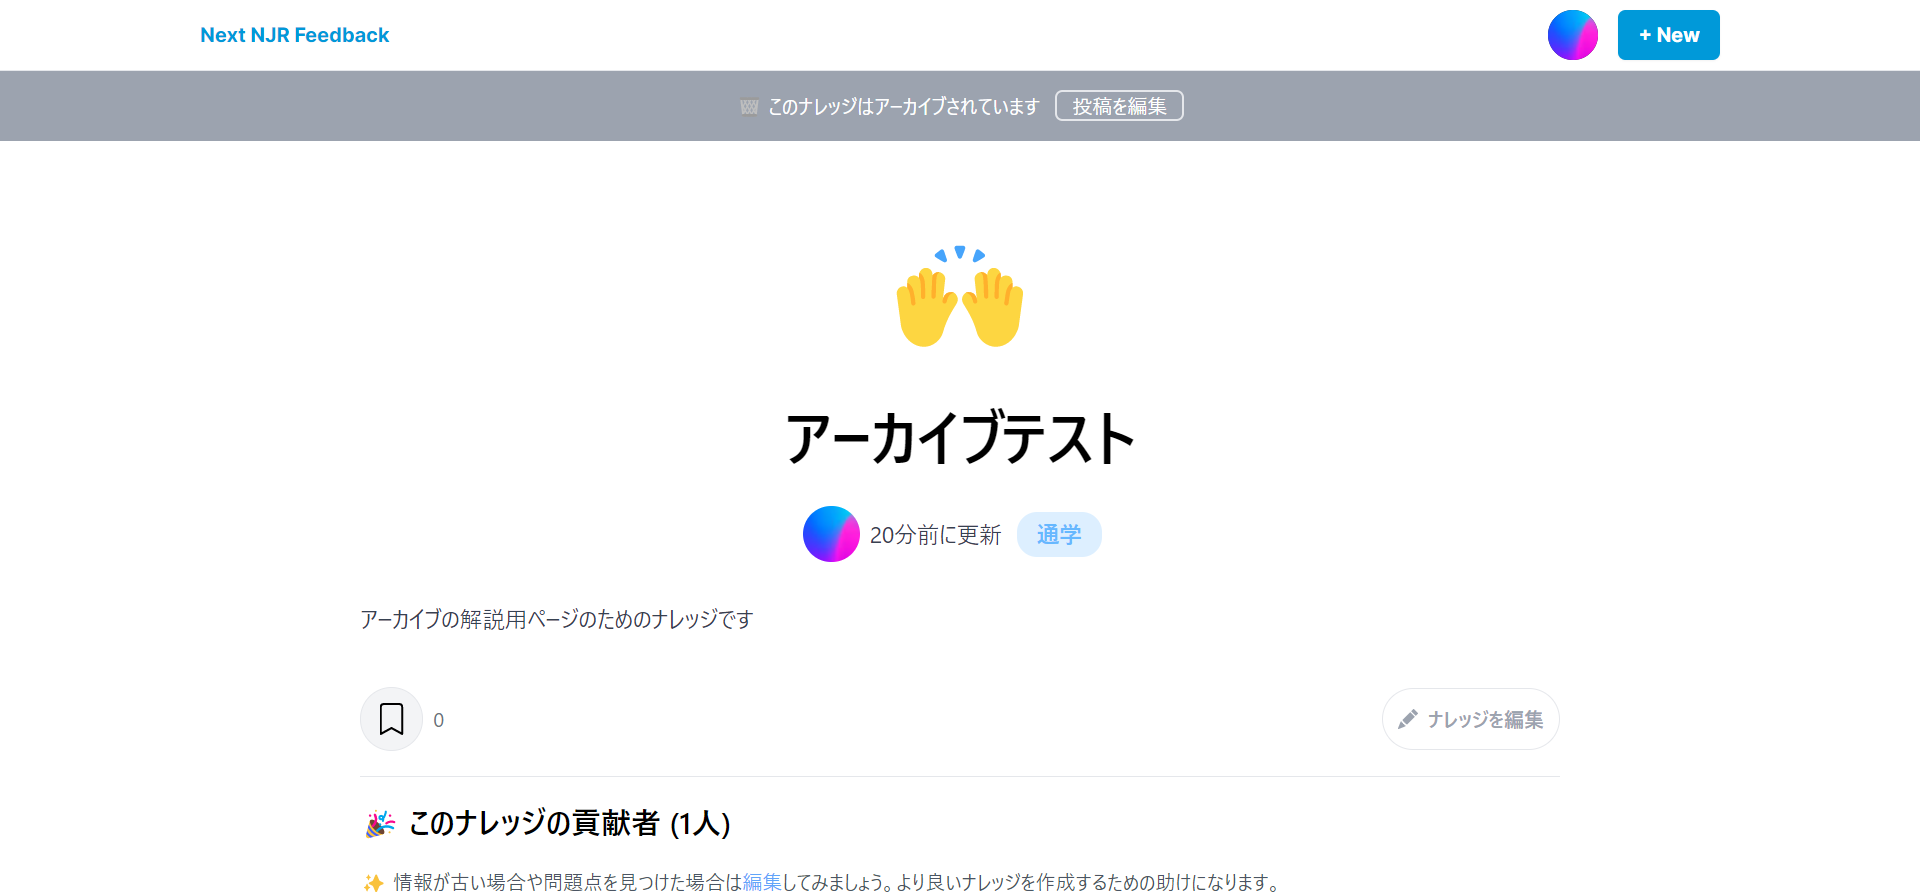 Next NJR Feedback
+ New
このナレッジはアーカイブされています 投稿を編集
アーカイブテスト
20分前に更新 通学
アーカイブの解説用ページのためのナレッジです
0
ナレッジを編集
このナレッジの貢献者 (1人)
情報が古い場合や問題点を見つけた場合は編集してみましょう。より良いナレッジを作成するための助けになります。